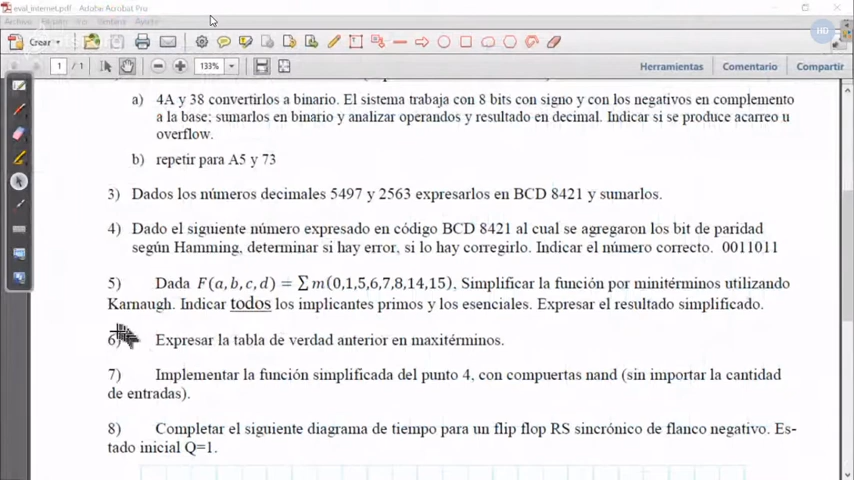 eval_internet.pdf - Adobe Acrobat Pro
Archivo Edición Ver Ventana Ayuda
HD
Crear
1 / 1 133% Herramientas Comentario Compartir
a) 4A y 38 convertirlos a binario. El sistema trabaja con 8 bits con signo y con los negativos en complemento
a la base; sumarlos en binario y analizar operandos y resultado en decimal. Indicar si se produce acarreo u
overflow.
b) repetir para A5 y 73
3) Dados los números decimales 5497 y 2563 expresarlos en BCD 8421 y sumarlos.
4) Dado el siguiente número expresado en código BCD 8421 al cual se agregaron los bit de paridad
según Hamming, determinar si hay error, si lo hay corregirlo. Indicar el número correcto. 0011011
5) Dada F(a,b,c,d) = ∑ m(0,1,5,6,7,8,14,15), Simplificar la función por minitérminos utilizando
Karnaugh. Indicar todos los implicantes primos y los esenciales. Expresar el resultado simplificado.
6) Expresar la tabla de verdad anterior en maxitérminos.
7) Implementar la función simplificada del punto 4, con compuertas nand (sin importar la cantidad
de entradas).
8) Completar el siguiente diagrama de tiempo para un flip flop RS sincrónico de flanco negativo. Es-
tado inicial Q=1.